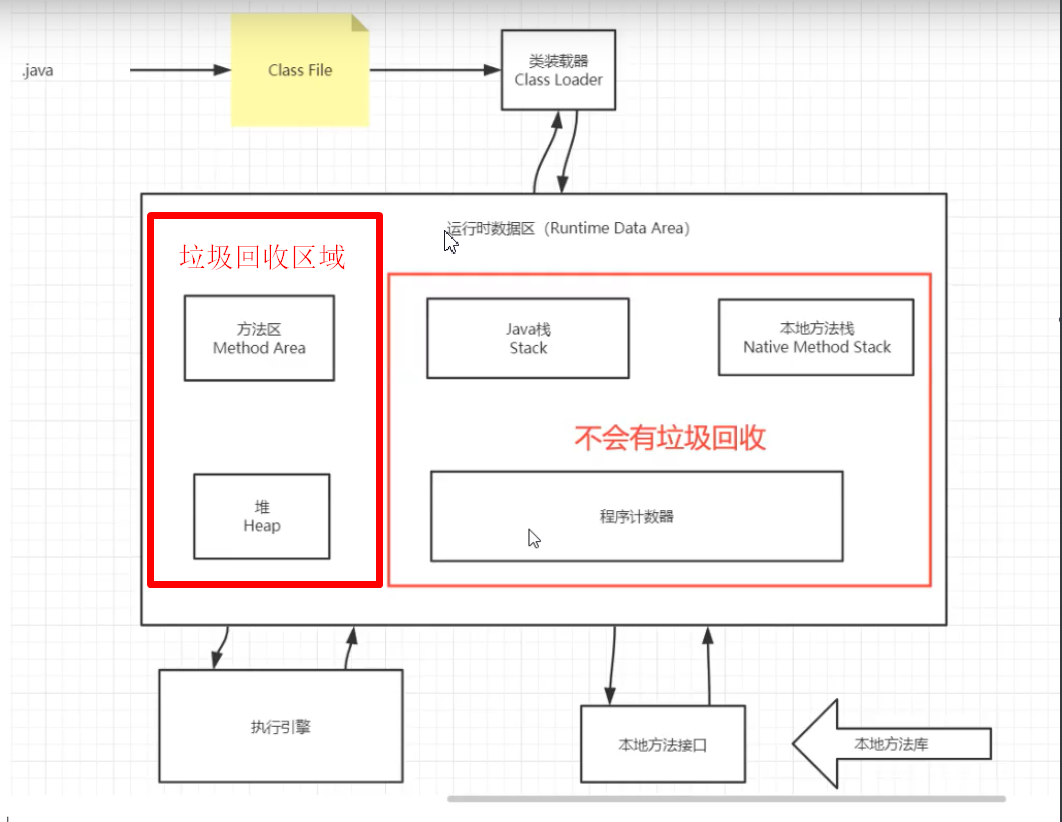 .java
Class File
类装载器
Class Loader
运行时数据区（Runtime Data Area）
垃圾回收区域
方法区
Method Area
Java栈
Stack
本地方法栈
Native Method Stack
不会有垃圾回收
堆
Heap
程序计数器
执行引擎
本地方法接口
本地方法库